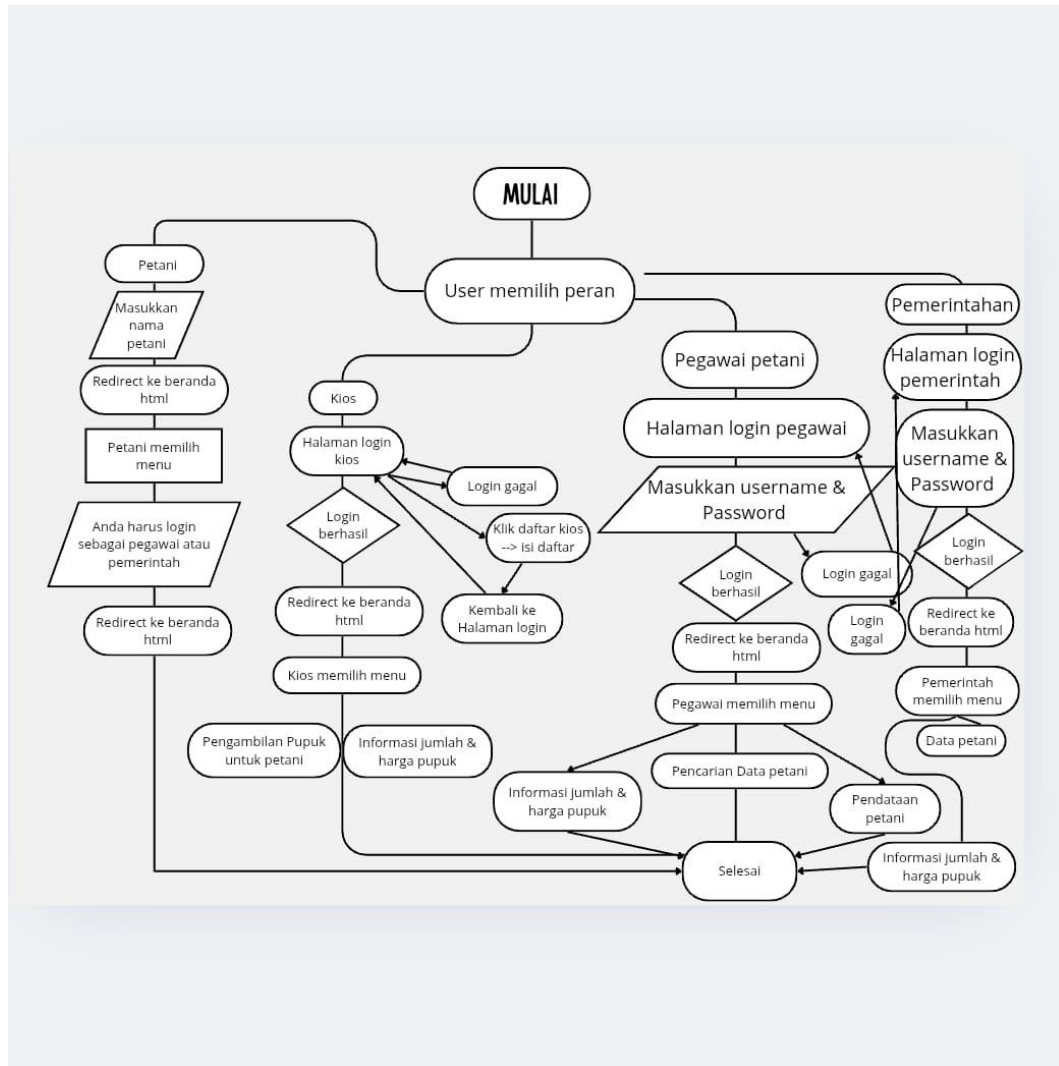 MULAI
User memilih peran
Petani
Masukkan
nama
petani
Redirect ke beranda
html
Petani memilih
menu
Anda harus login
sebagai pegawai atau
pemerintah
Redirect ke beranda
html
Kios
Halaman login
kios
Login gagal
Login
berhasil
Klik daftar kios
--> isi daftar
Kembali ke
Halaman login
Redirect ke beranda
html
Kios memilih menu
Pengambilan Pupuk
untuk petani
Informasi jumlah &
harga pupuk
Pegawai petani
Halaman login pegawai
Masukkan username &
Password
Login gagal
Login
berhasil
Redirect ke beranda
html
Pegawai memilih menu
Informasi jumlah &
harga pupuk
Pencarian Data petani
Pendataan
petani
Pemerintahan
Halaman login
pemerintah
Masukkan
username &
Password
Login
berhasil
Login
gagal
Redirect ke
beranda html
Pemerintah
memilih menu
Data petani
Informasi jumlah &
harga pupuk
Selesai